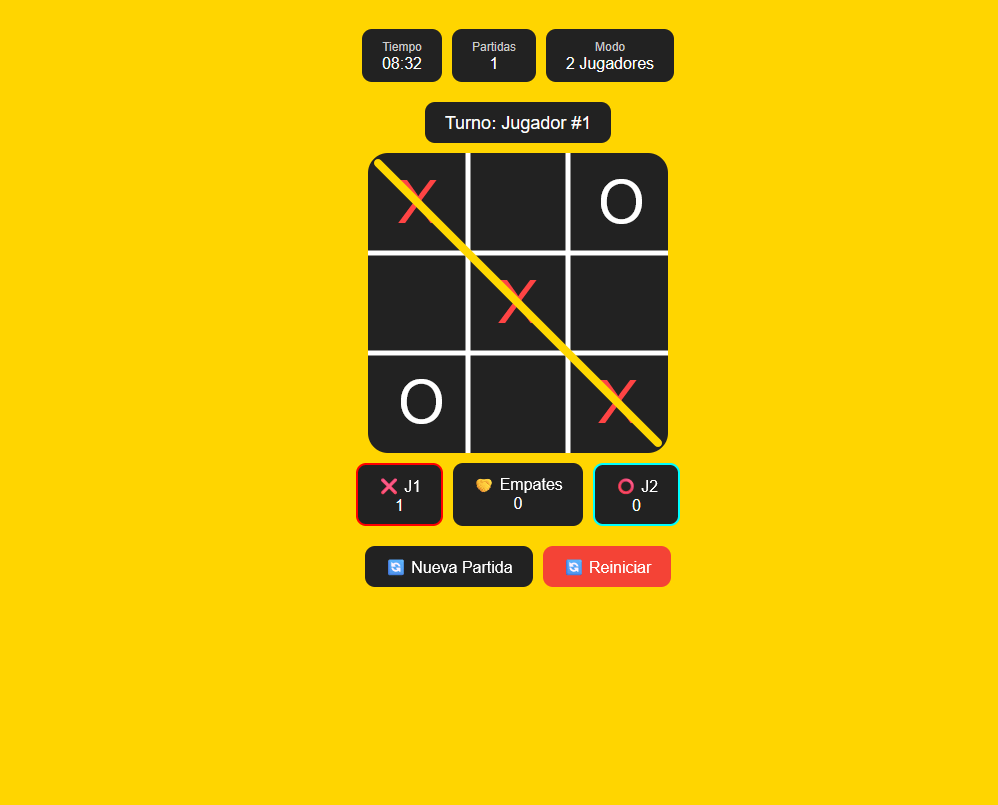 Tiempo
08:32
Partidas
1
Modo
2 Jugadores
Turno: Jugador #1
X O
X
O X
❌ J1
1
🤝 Empates
0
⭕ J2
0
🔄 Nueva Partida
🔄 Reiniciar